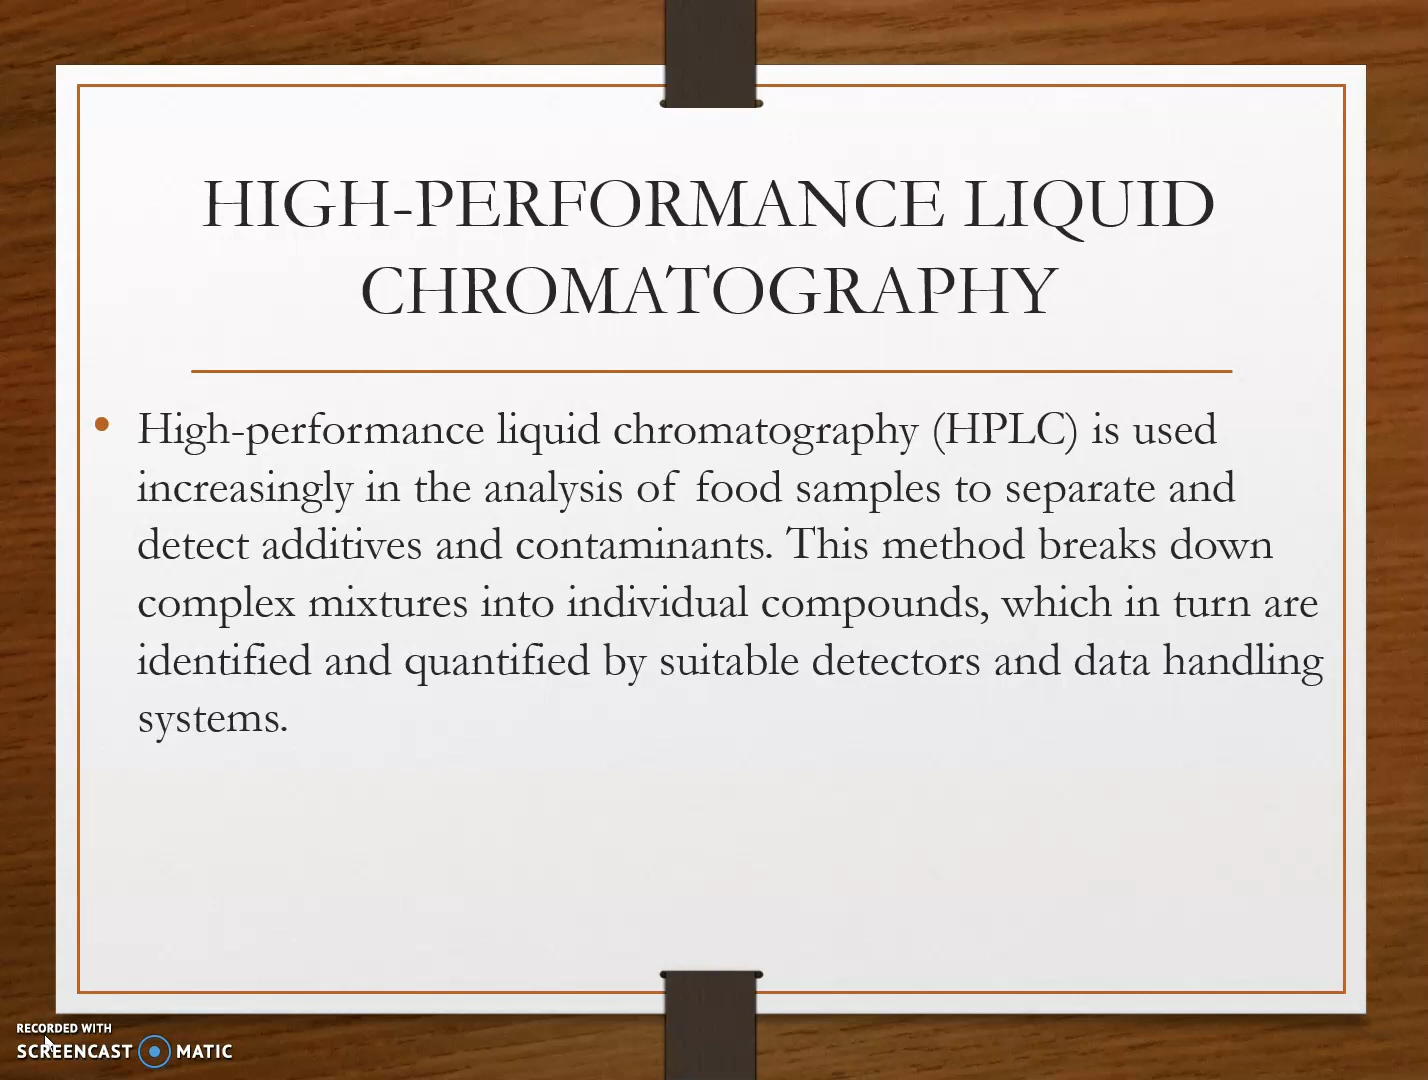 HIGH-PERFORMANCE LIQUID
CHROMATOGRAPHY
• High-performance liquid chromatography (HPLC) is used
increasingly in the analysis of food samples to separate and
detect additives and contaminants. This method breaks down
complex mixtures into individual compounds, which in turn are
identified and quantified by suitable detectors and data handling
systems.
RECORDED WITH
SCREENCAST MATIC